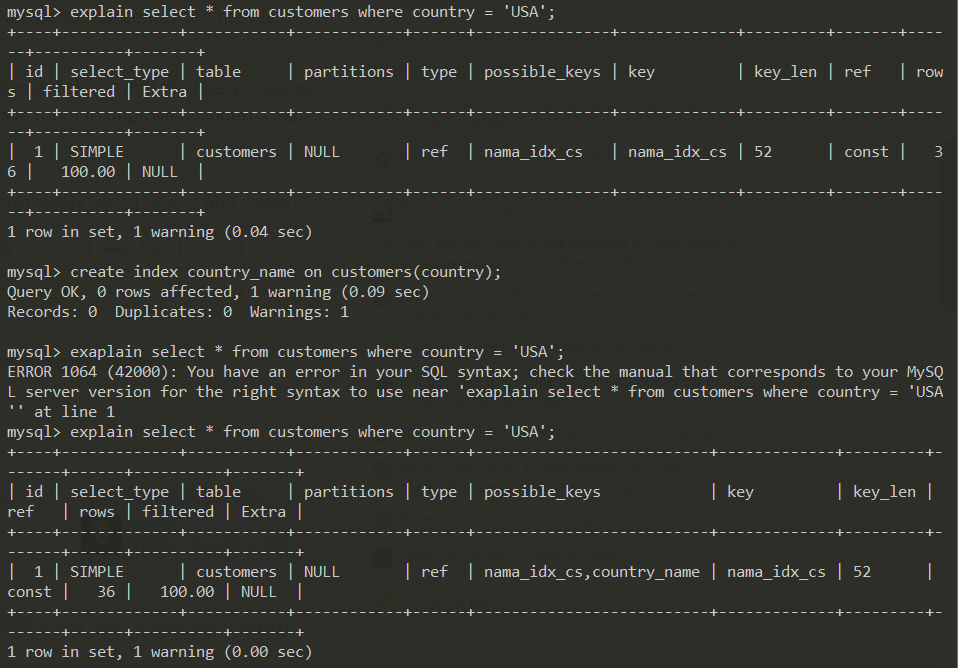 mysql> explain select * from customers where country = 'USA';
+----+-------------+-----------+------------+------+---------------+-------------+---------+-------+----
--+----------+-------+
| id | select_type | table     | partitions | type | possible_keys | key         | key_len | ref   | row
s | filtered | Extra |
+----+-------------+-----------+------------+------+---------------+-------------+---------+-------+----
--+----------+-------+
|  1 | SIMPLE      | customers | NULL       | ref  | nama_idx_cs   | nama_idx_cs | 52      | const |   3
6 |   100.00 | NULL  |
+----+-------------+-----------+------------+------+---------------+-------------+---------+-------+----
--+----------+-------+
1 row in set, 1 warning (0.04 sec)
mysql> create index country_name on customers(country);
Query OK, 0 rows affected, 1 warning (0.09 sec)
Records: 0  Duplicates: 0  Warnings: 1
mysql> exaplain select * from customers where country = 'USA';
ERROR 1064 (42000): You have an error in your SQL syntax; check the manual that corresponds to your MySQ
L server version for the right syntax to use near 'exaplain select * from customers where country = 'USA
'' at line 1
mysql> explain select * from customers where country = 'USA';
+----+-------------+-----------+------------+------+--------------------------+-------------+---------+-
------+------+----------+-------+
| id | select_type | table     | partitions | type | possible_keys            | key         | key_len |
ref   | rows | filtered | Extra |
+----+-------------+-----------+------------+------+--------------------------+-------------+---------+-
------+------+----------+-------+
|  1 | SIMPLE      | customers | NULL       | ref  | nama_idx_cs,country_name | nama_idx_cs | 52      |
const |   36 |   100.00 | NULL  |
+----+-------------+-----------+------------+------+--------------------------+-------------+---------+-
------+------+----------+-------+
1 row in set, 1 warning (0.00 sec)